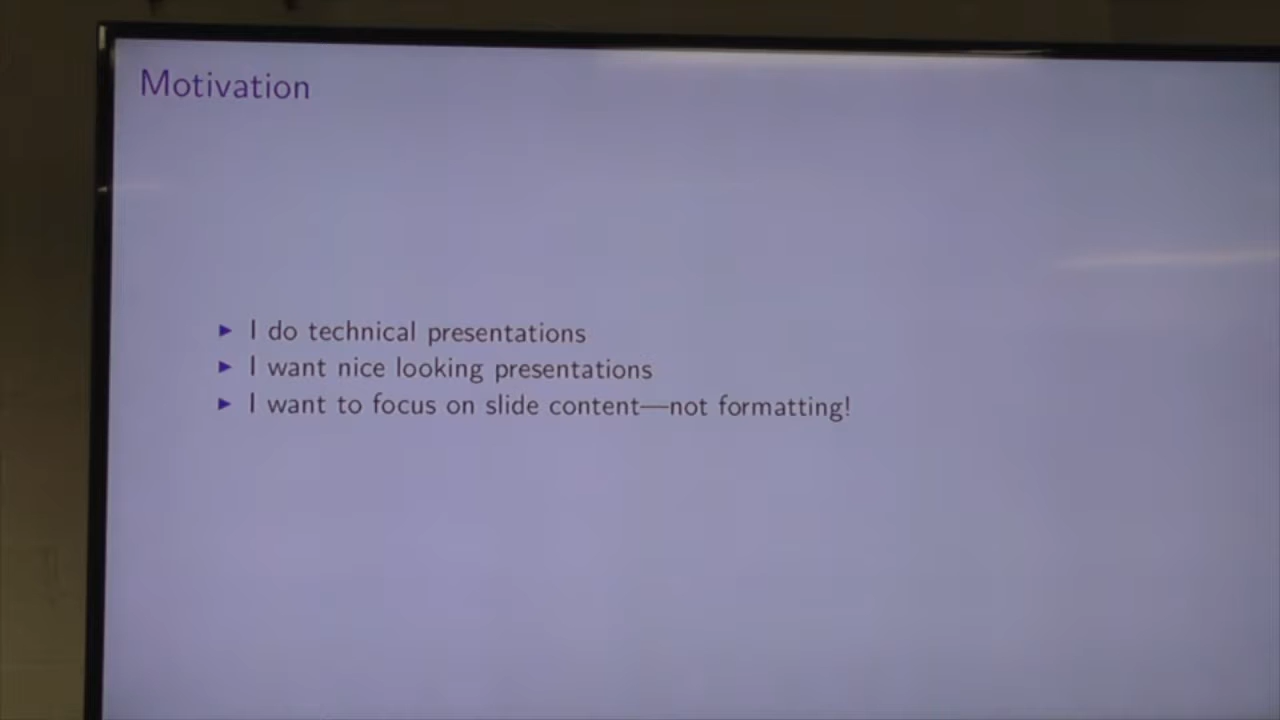 Motivation
▶ I do technical presentations
▶ I want nice looking presentations
▶ I want to focus on slide content—not formatting!